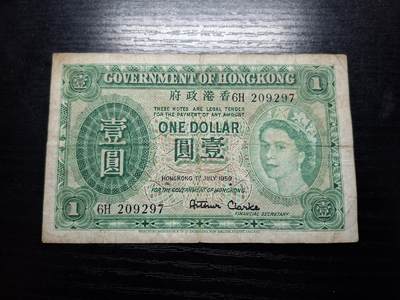 1 GOVERNMENT OF HONGKONG 1
府政港香 6H 209297
THESE NOTES ARE LEGAL TENDER
FOR THE PAYMENT OF ANY AMOUNT
壹圓
ONE DOLLAR
圓壹
HONGKONG 1ST JULY 1959
FOR THE GOVERNMENT OF HONGKONG
6H 209297
Arthur Clarke
FINANCIAL SECRETARY
1